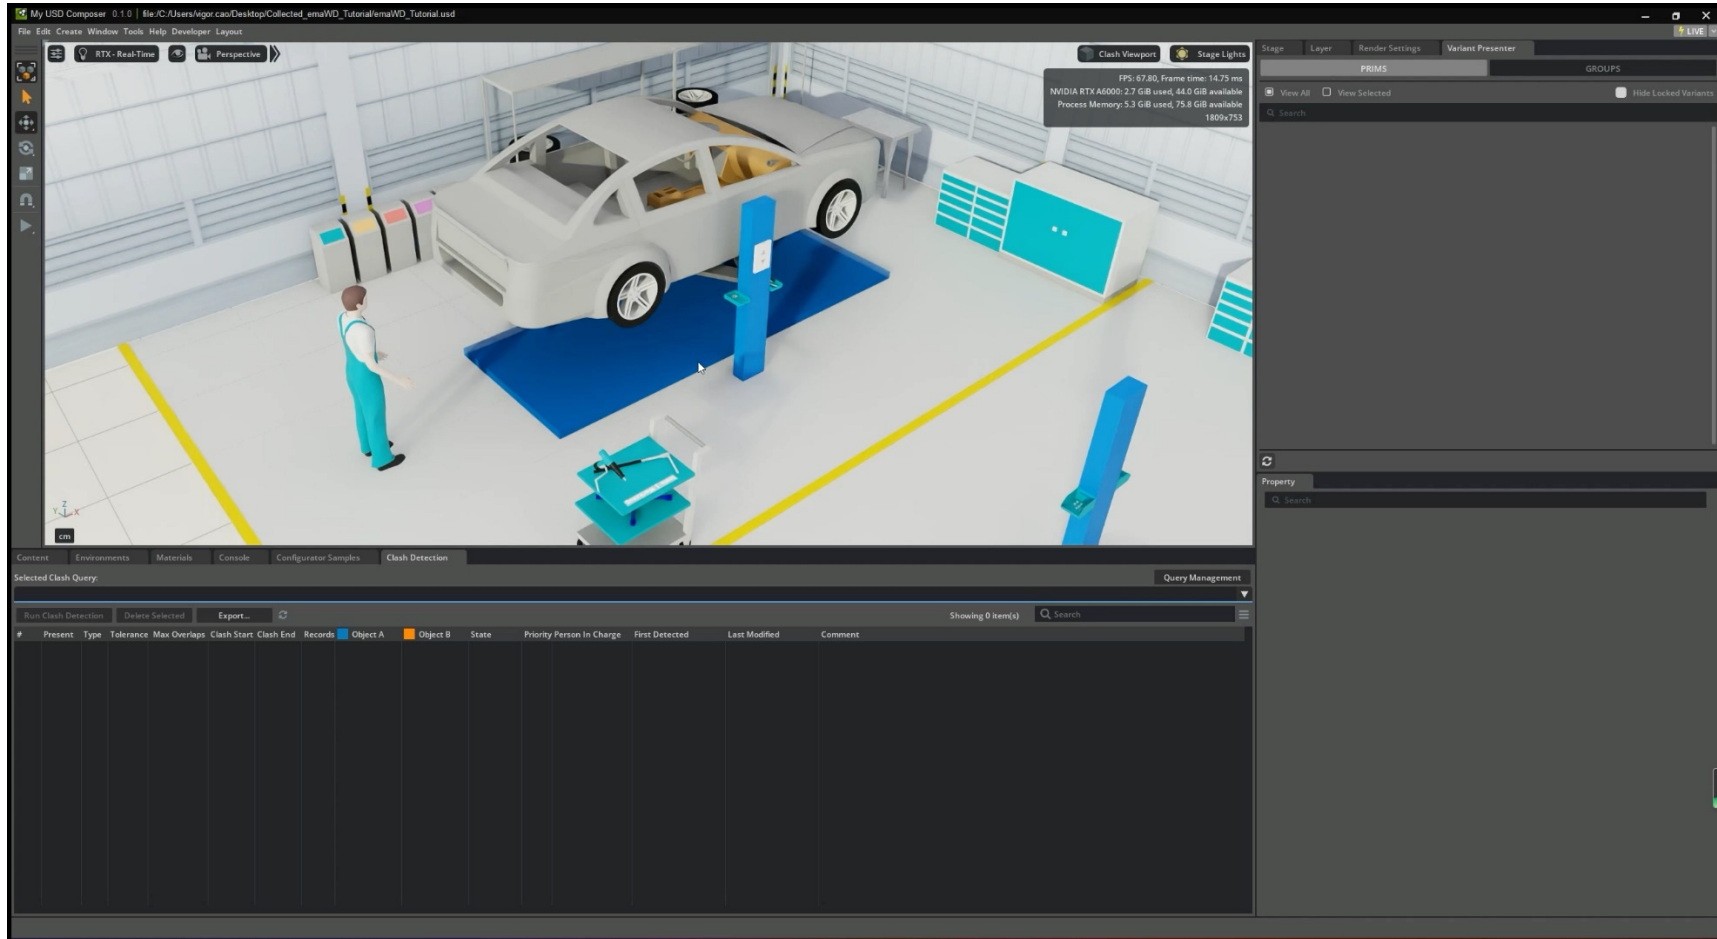 My USD Composer 0.1.0 | file:/C:/Users/vigor.cao/Desktop/Collected_emaWD_Tutorial/emaWD_Tutorial.usd
File Edit Create Window Tools Help Developer Layout
LIVE
RTX - Real-Time Perspective Clash Viewport Stage Lights
FPS: 67.80, Frame time: 14.75 ms
NVIDIA RTX A6000: 2.7 GiB used, 44.0 GiB available
Process Memory: 5.3 GiB used, 75.8 GiB available
1809x753
Z
Y X
cm
Stage Layer Render Settings Variant Presenter
PRIMS GROUPS
View All View Selected Hide Locked Variants
Search
Property
Search
Content Environments Materials Console Configurator Samples Clash Detection
Selected Clash Query: Query Management
Run Clash Detection Delete Selected Export... Showing 0 item(s) Search
# Present Type Tolerance Max Overlaps Clash Start Clash End Records Object A Object B State Priority Person In Charge First Detected Last Modified Comment